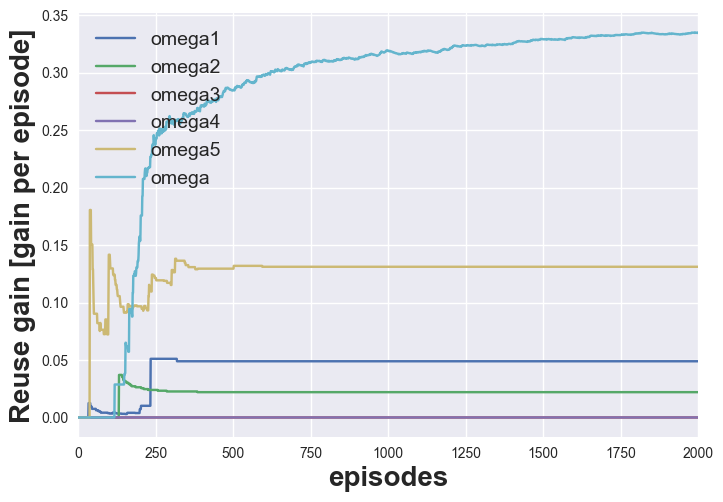 Reuse gain [gain per episode]
0.35
0.30
0.25
0.20
0.15
0.10
0.05
0.00
omega1
omega2
omega3
omega4
omega5
omega
0
250
500
750
1000
1250
1500
1750
2000
episodes